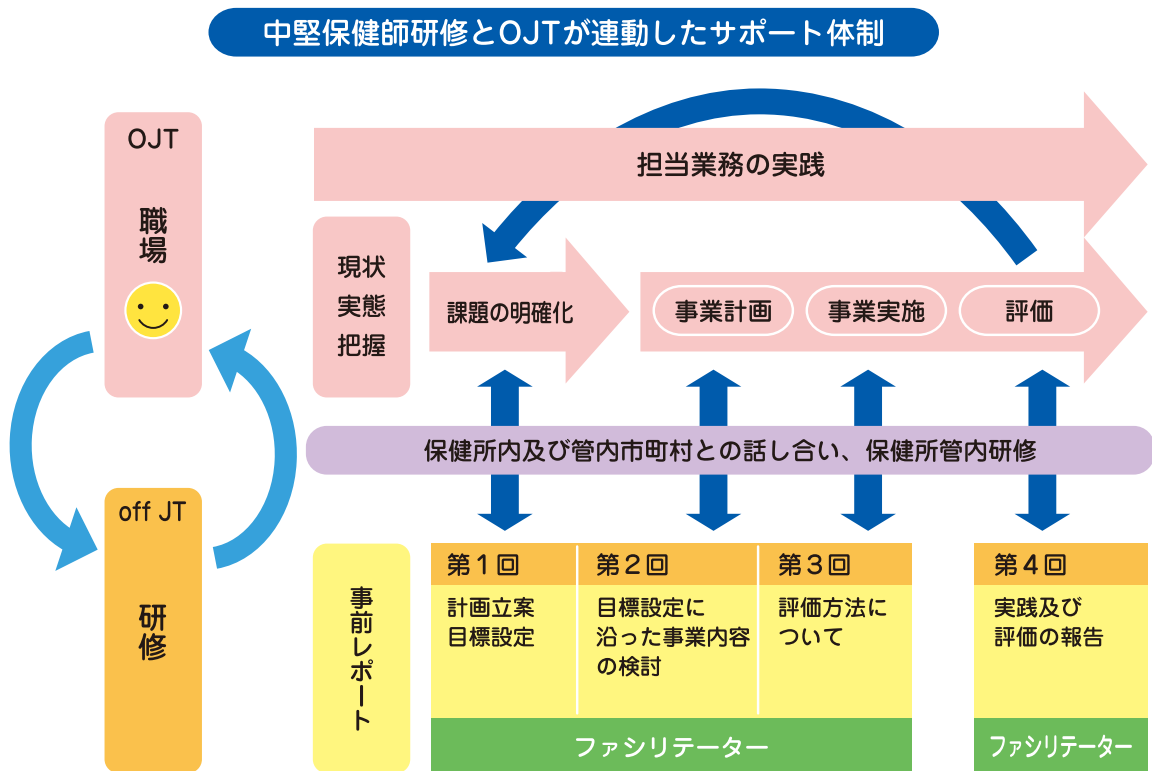 中堅保健師研修とOJTが連動したサポート体制
OJT
職場
担当業務の実践
現状
実態
把握
課題の明確化
事業計画
事業実施
評価
保健所内及び管内市町村との話し合い、保健所管内研修
off JT
研修
事前レポート
第1回
計画立案
目標設定
第2回
目標設定に
沿った事業内容
の検討
第3回
評価方法に
ついて
第4回
実践及び
評価の報告
ファシリテーター
ファシリテーター